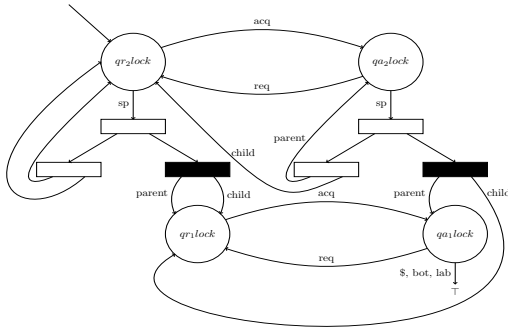 acq
qr₂lock qa₂lock
req
sp sp
parent
child
parent child acq parent child
qr₁lock qa₁lock
req
$, bot, lab
⊤